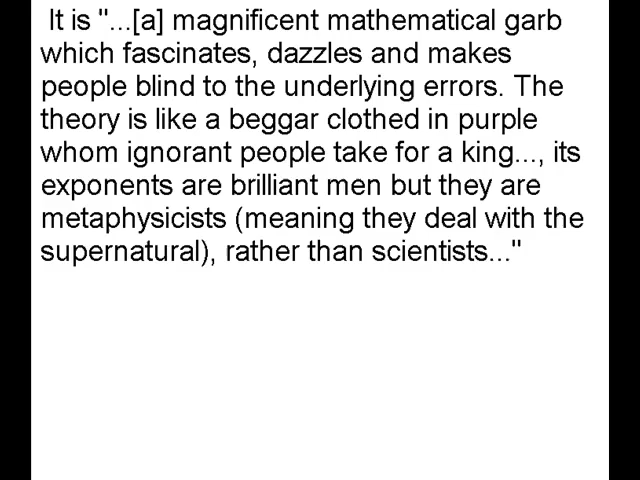 It is "...[a] magnificent mathematical garb
which fascinates, dazzles and makes
people blind to the underlying errors. The
theory is like a beggar clothed in purple
whom ignorant people take for a king..., its
exponents are brilliant men but they are
metaphysicists (meaning they deal with the
supernatural), rather than scientists..."